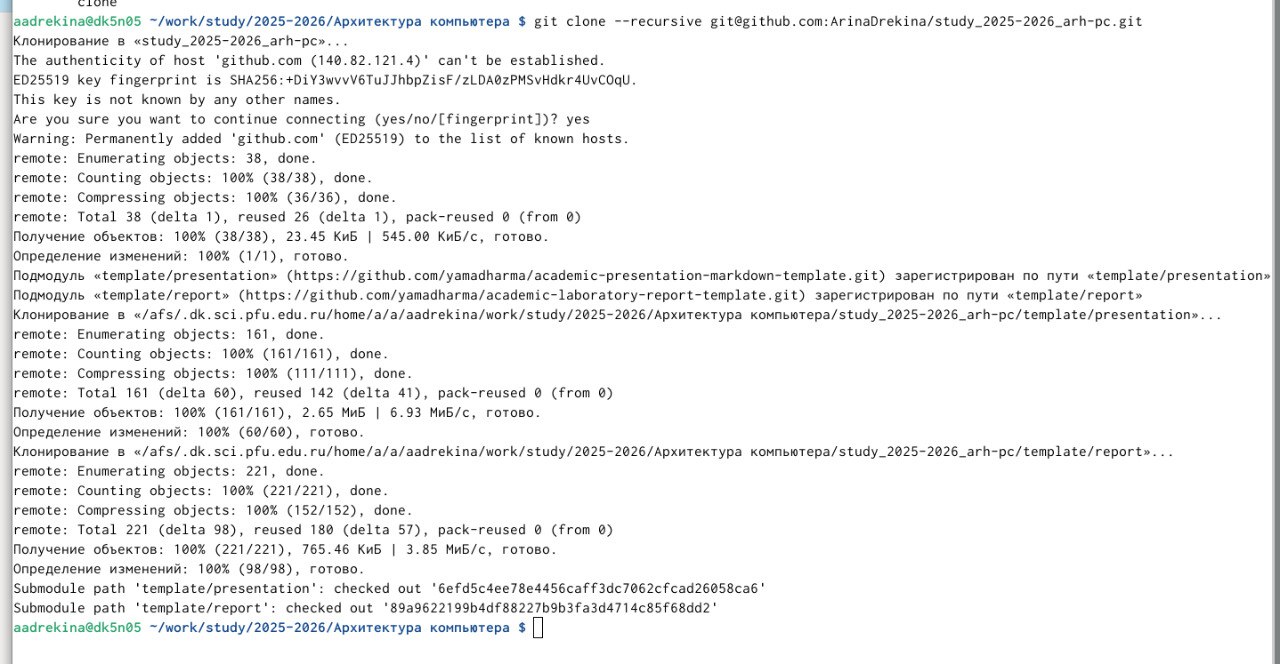 clone
aadrekina@dk5n05 ~/work/study/2025-2026/Архитектура компьютера $ git clone --recursive git@github.com:ArinaDrekina/study_2025-2026_arh-pc.git
Клонирование в «study_2025-2026_arh-pc»...
The authenticity of host 'github.com (140.82.121.4)' can't be established.
ED25519 key fingerprint is SHA256:+DiY3wvvV6TuJJhbpZisF/zLDA0zPMSvHdkr4UvCOqU.
This key is not known by any other names.
Are you sure you want to continue connecting (yes/no/[fingerprint])? yes
Warning: Permanently added 'github.com' (ED25519) to the list of known hosts.
remote: Enumerating objects: 38, done.
remote: Counting objects: 100% (38/38), done.
remote: Compressing objects: 100% (36/36), done.
remote: Total 38 (delta 1), reused 26 (delta 1), pack-reused 0 (from 0)
Получение объектов: 100% (38/38), 23.45 КиБ | 545.00 КиБ/с, готово.
Определение изменений: 100% (1/1), готово.
Подмодуль «template/presentation» (https://github.com/yamadharma/academic-presentation-markdown-template.git) зарегистрирован по пути «template/presentation»
Подмодуль «template/report» (https://github.com/yamadharma/academic-laboratory-report-template.git) зарегистрирован по пути «template/report»
Клонирование в «/afs/.dk.sci.pfu.edu.ru/home/a/a/aadrekina/work/study/2025-2026/Архитектура компьютера/study_2025-2026_arh-pc/template/presentation»...
remote: Enumerating objects: 161, done.
remote: Counting objects: 100% (161/161), done.
remote: Compressing objects: 100% (111/111), done.
remote: Total 161 (delta 60), reused 142 (delta 41), pack-reused 0 (from 0)
Получение объектов: 100% (161/161), 2.65 МиБ | 6.93 МиБ/с, готово.
Определение изменений: 100% (60/60), готово.
Клонирование в «/afs/.dk.sci.pfu.edu.ru/home/a/a/aadrekina/work/study/2025-2026/Архитектура компьютера/study_2025-2026_arh-pc/template/report»...
remote: Enumerating objects: 221, done.
remote: Counting objects: 100% (221/221), done.
remote: Compressing objects: 100% (152/152), done.
remote: Total 221 (delta 98), reused 180 (delta 57), pack-reused 0 (from 0)
Получение объектов: 100% (221/221), 765.46 КиБ | 3.85 МиБ/с, готово.
Определение изменений: 100% (98/98), готово.
Submodule path 'template/presentation': checked out '6efd5c4ee78e4456caff3dc7062cfcad26058ca6'
Submodule path 'template/report': checked out '89a9622199b4df88227b9b3fa3d4714c85f68dd2'
aadrekina@dk5n05 ~/work/study/2025-2026/Архитектура компьютера $